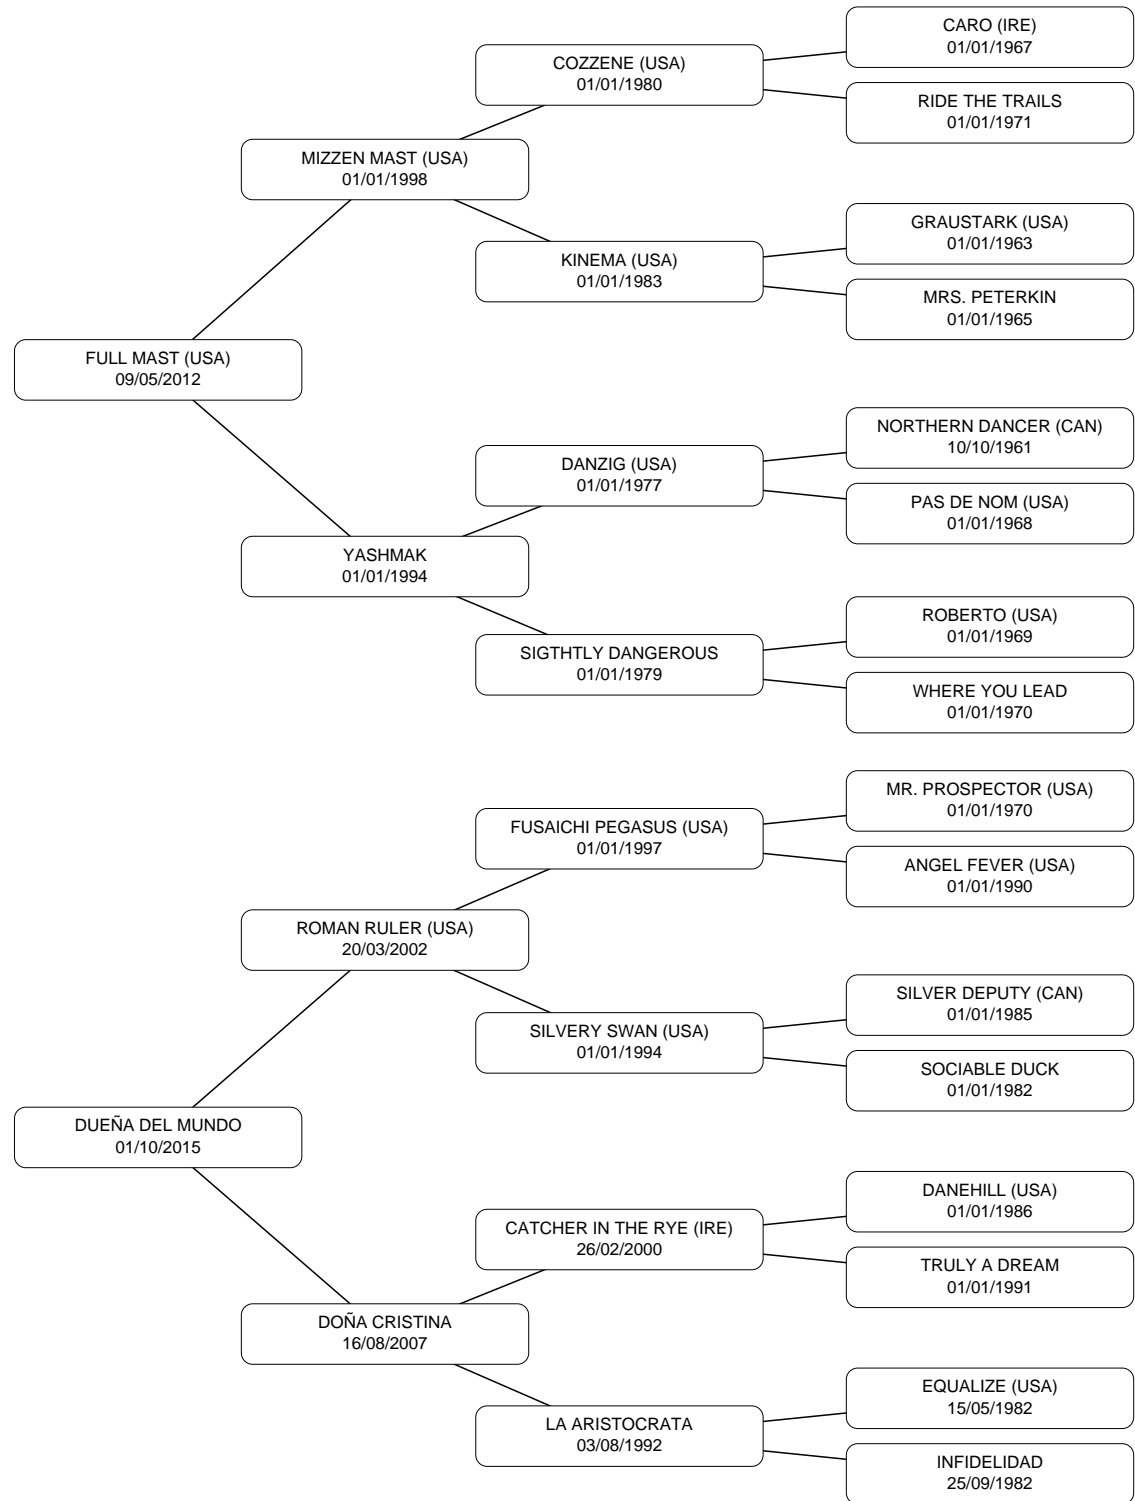 CARO (IRE)
01/01/1967
COZZENE (USA)
01/01/1980
RIDE THE TRAILS
01/01/1971
MIZZEN MAST (USA)
01/01/1998
GRAUSTARK (USA)
01/01/1963
KINEMA (USA)
01/01/1983
MRS. PETERKIN
01/01/1965
FULL MAST (USA)
09/05/2012
NORTHERN DANCER (CAN)
10/10/1961
DANZIG (USA)
01/01/1977
PAS DE NOM (USA)
01/01/1968
YASHMAK
01/01/1994
ROBERTO (USA)
01/01/1969
SIGTHTLY DANGEROUS
01/01/1979
WHERE YOU LEAD
01/01/1970
MR. PROSPECTOR (USA)
01/01/1970
FUSAICHI PEGASUS (USA)
01/01/1997
ANGEL FEVER (USA)
01/01/1990
ROMAN RULER (USA)
20/03/2002
SILVER DEPUTY (CAN)
01/01/1985
SILVERY SWAN (USA)
01/01/1994
SOCIABLE DUCK
01/01/1982
DUEÑA DEL MUNDO
01/10/2015
DANEHILL (USA)
01/01/1986
CATCHER IN THE RYE (IRE)
26/02/2000
TRULY A DREAM
01/01/1991
DOÑA CRISTINA
16/08/2007
EQUALIZE (USA)
15/05/1982
LA ARISTOCRATA
03/08/1992
INFIDELIDAD
25/09/1982